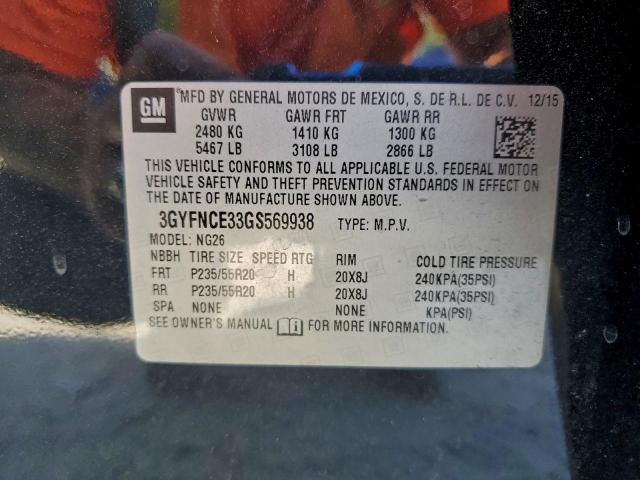 GM *MFD BY GENERAL MOTORS DE MEXICO, S. DE R.L. DE C.V. 12/15
GVWR GAWR FRT GAWR RR
2480 KG 1410 KG 1300 KG
5467 LB 3108 LB 2866 LB
THIS VEHICLE CONFORMS TO ALL APPLICABLE U.S. FEDERAL MOTOR
VEHICLE SAFETY AND THEFT PREVENTION STANDARDS IN EFFECT ON
THE DATE OF MANUFACTURE SHOWN ABOVE.
3GYFNCE33GS569938 TYPE: M.P.V.
MODEL: NG26
NBBH TIRE SIZE SPEED RTG RIM COLD TIRE PRESSURE
FRT P235/55R20 H 20X8J 240KPA(35PSI)
RR P235/55R20 H 20X8J 240KPA(35PSI)
SPA NONE NONE KPA(PSI)
SEE OWNER'S MANUAL FOR MORE INFORMATION.